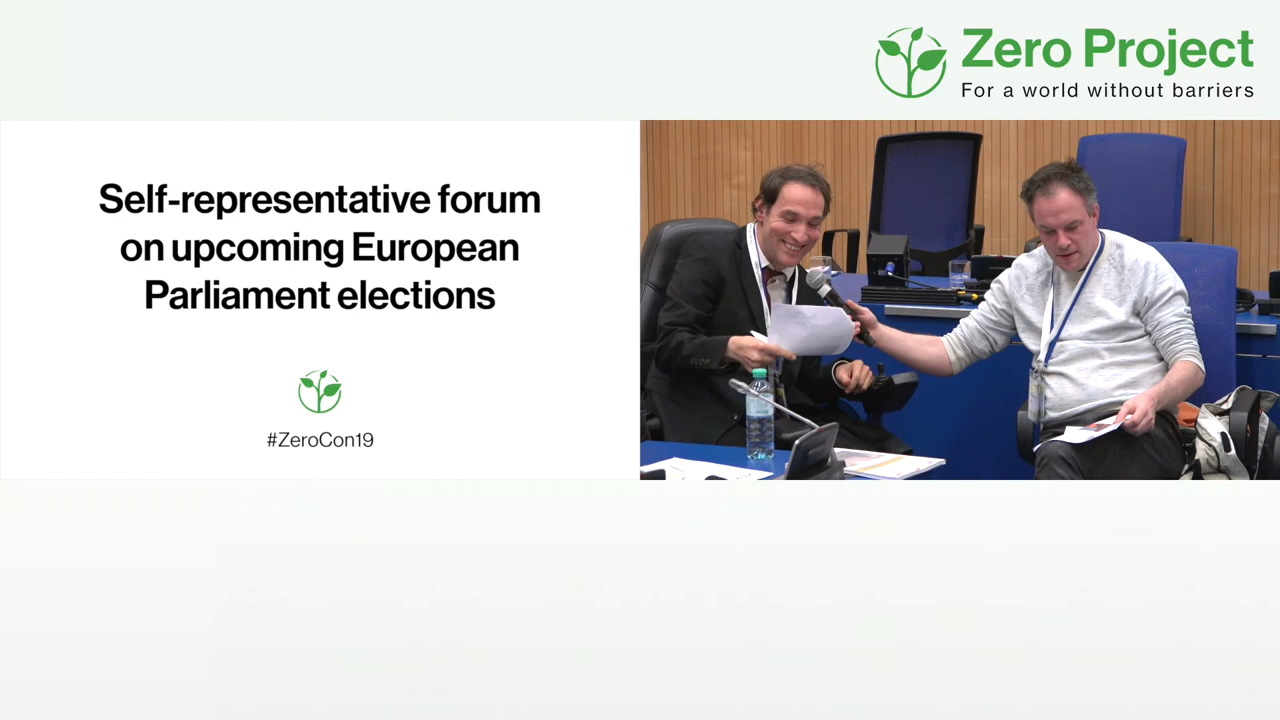 Zero Project
For a world without barriers
Self-representative forum
on upcoming European
Parliament elections
#ZeroCon19